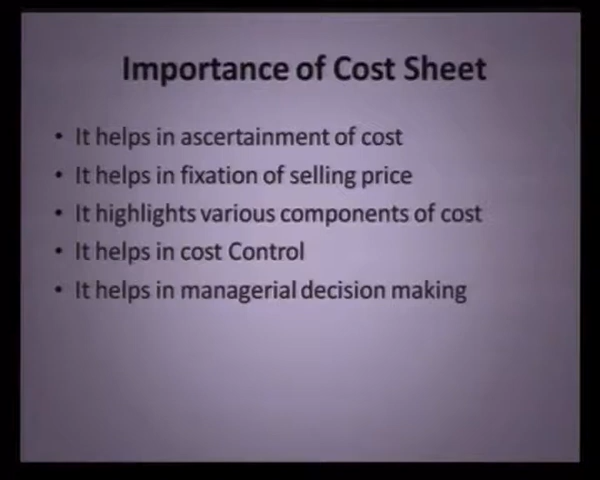 Importance of Cost Sheet
• It helps in ascertainment of cost
• It helps in fixation of selling price
• It highlights various components of cost
• It helps in cost Control
• It helps in managerial decision making